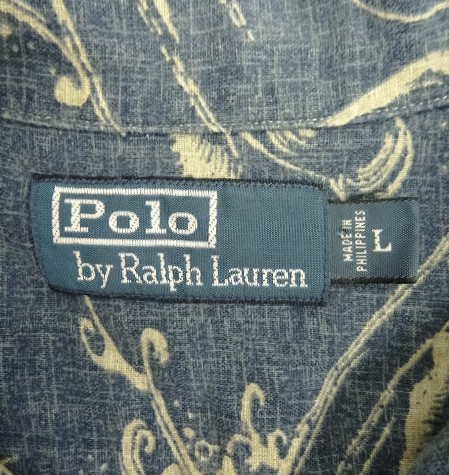 Polo
by Ralph Lauren
MADE IN
PHILIPPINES
L